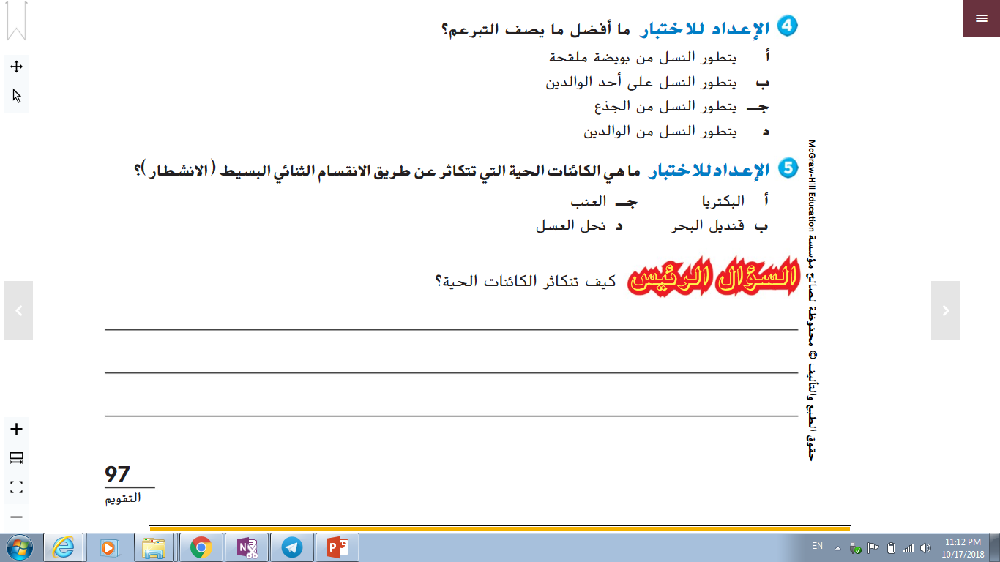 4 الإعداد للاختبار ما أفضل ما يصف التبرعم؟
أ يتطور النسل من بويضة ملقحة
ب يتطور النسل على أحد الوالدين
جـ يتطور النسل من الجذع
د يتطور النسل من الوالدين
5 الإعداد للاختبار ما هي الكائنات الحية التي تتكاثر عن طريق الانقسام الثنائي البسيط (الانشطار)؟
أ البكتريا جـ العنب
ب قنديل البحر د نحل العسل
السؤال الرئيس كيف تتكاثر الكائنات الحية؟
حقوق الطبع والتأليف © محفوظة لصالح مؤسسة McGraw-Hill Education
97
التقويم
EN
11:12 PM
10/17/2018